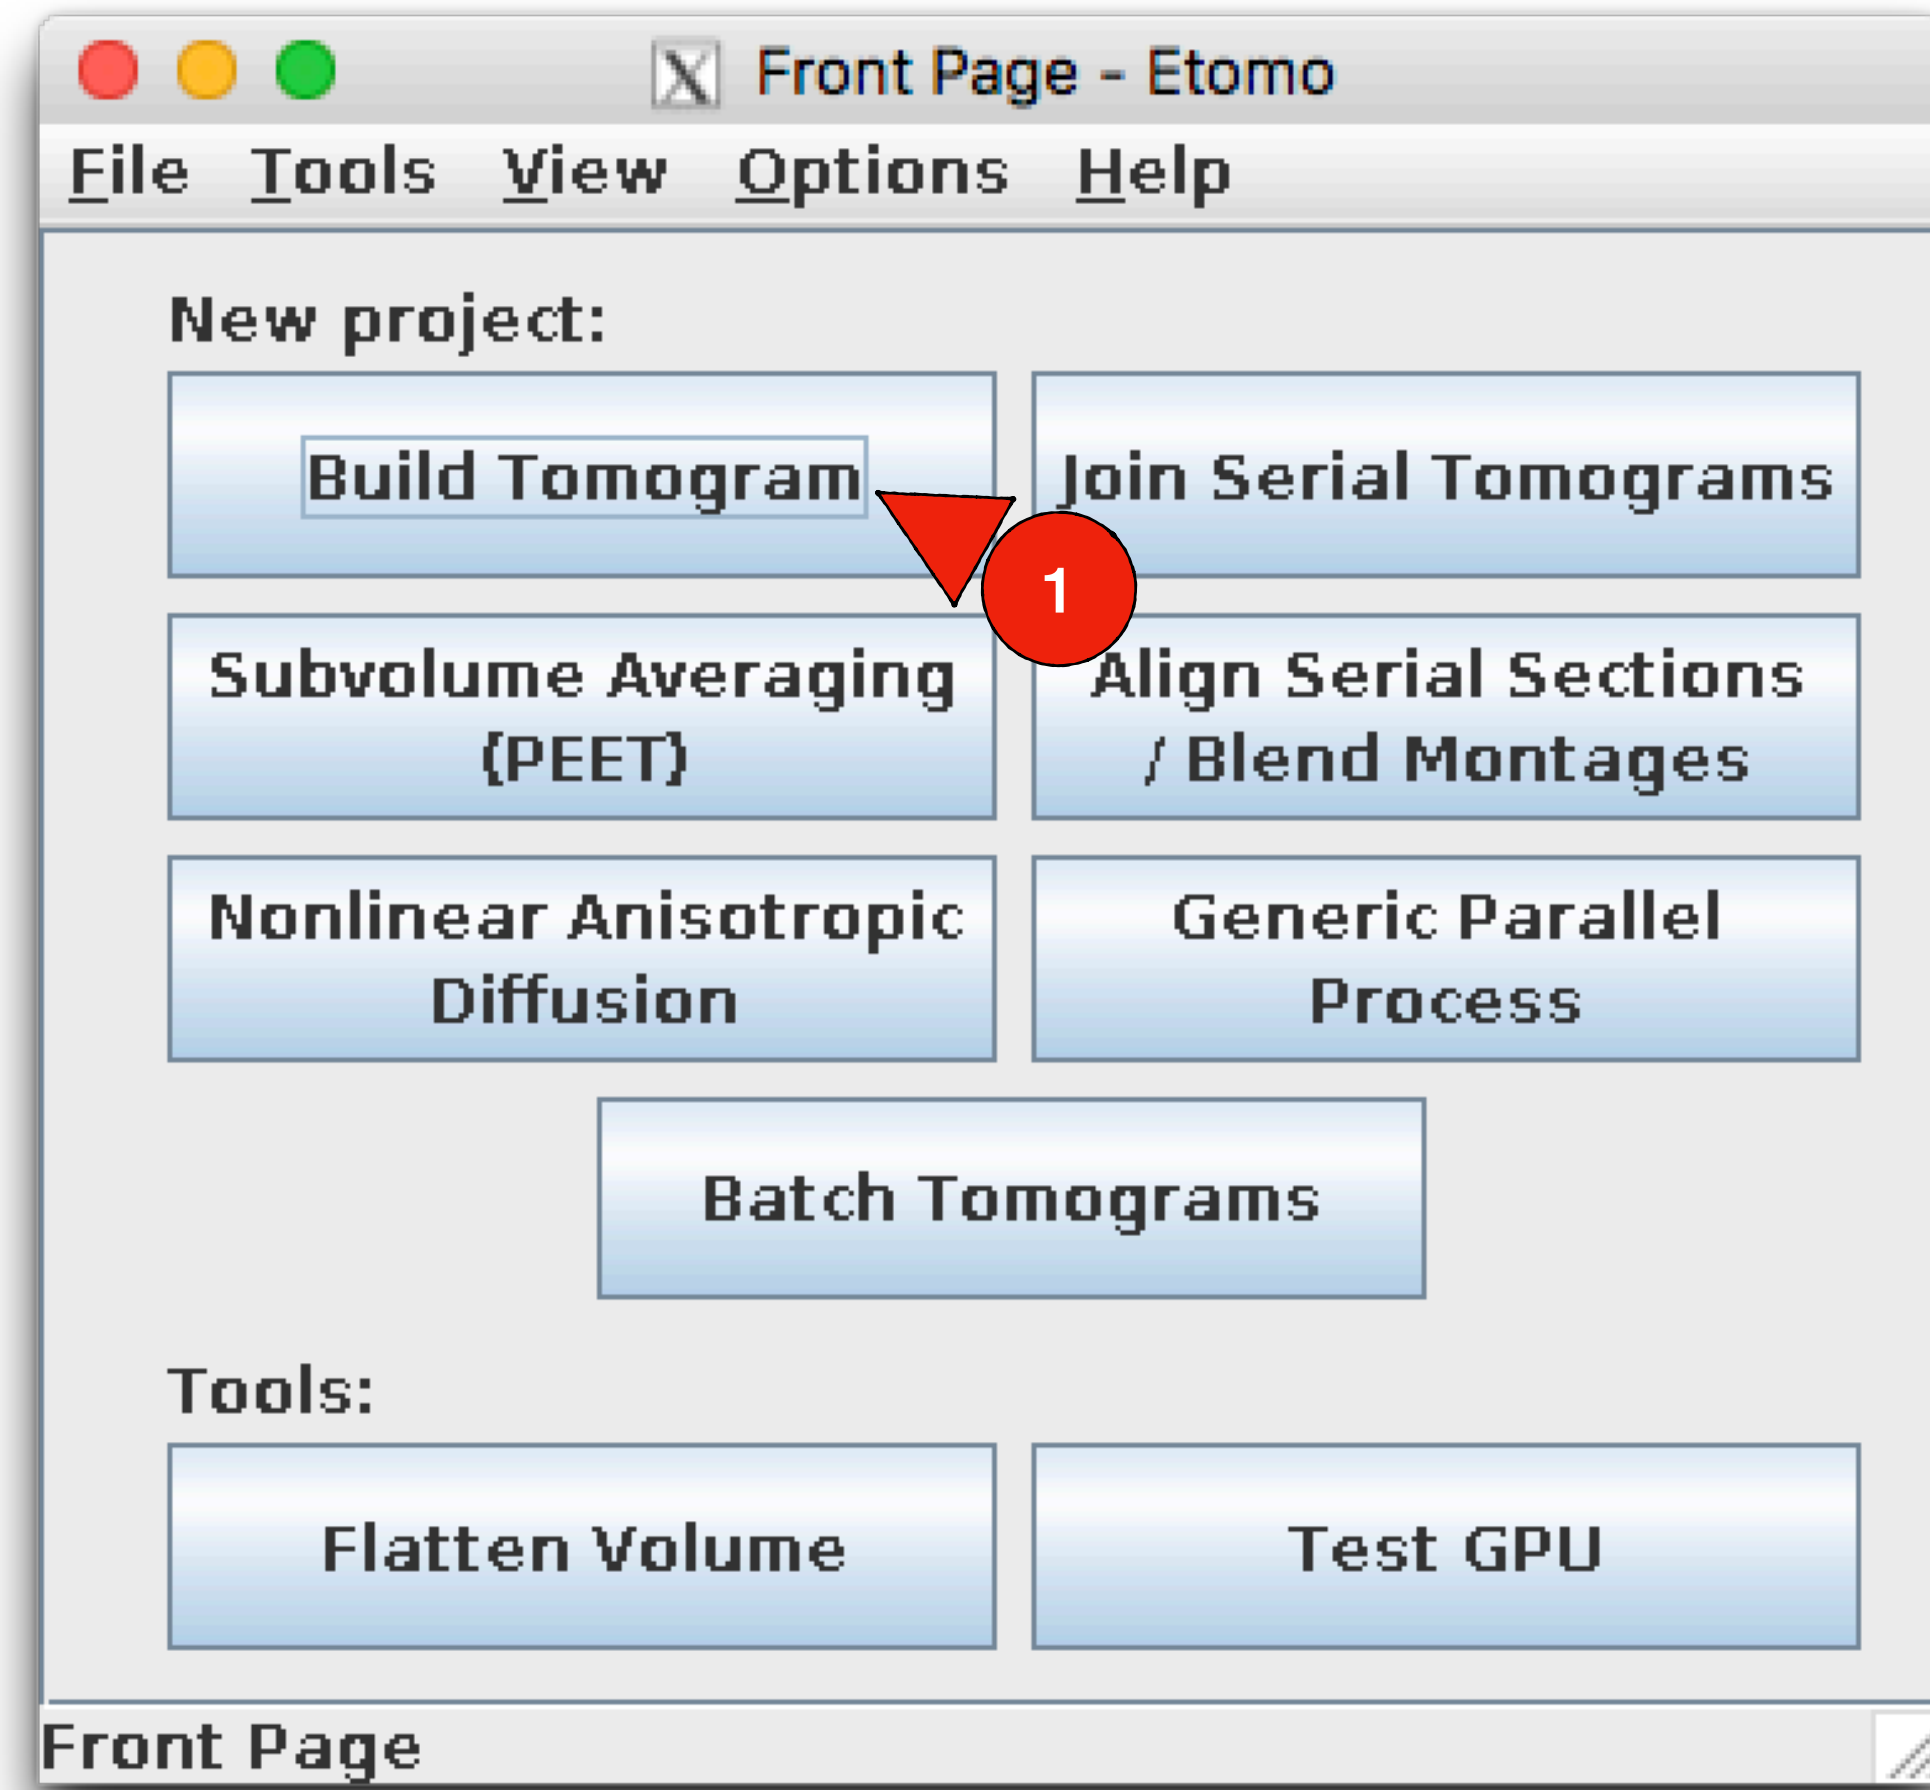 Front Page - Etomo
File Tools View Options Help
New project:
Build Tomogram
Join Serial Tomograms
1
Subvolume Averaging
(PEET)
Align Serial Sections
/ Blend Montages
Nonlinear Anisotropic
Diffusion
Generic Parallel
Process
Batch Tomograms
Tools:
Flatten Volume
Test GPU
Front Page